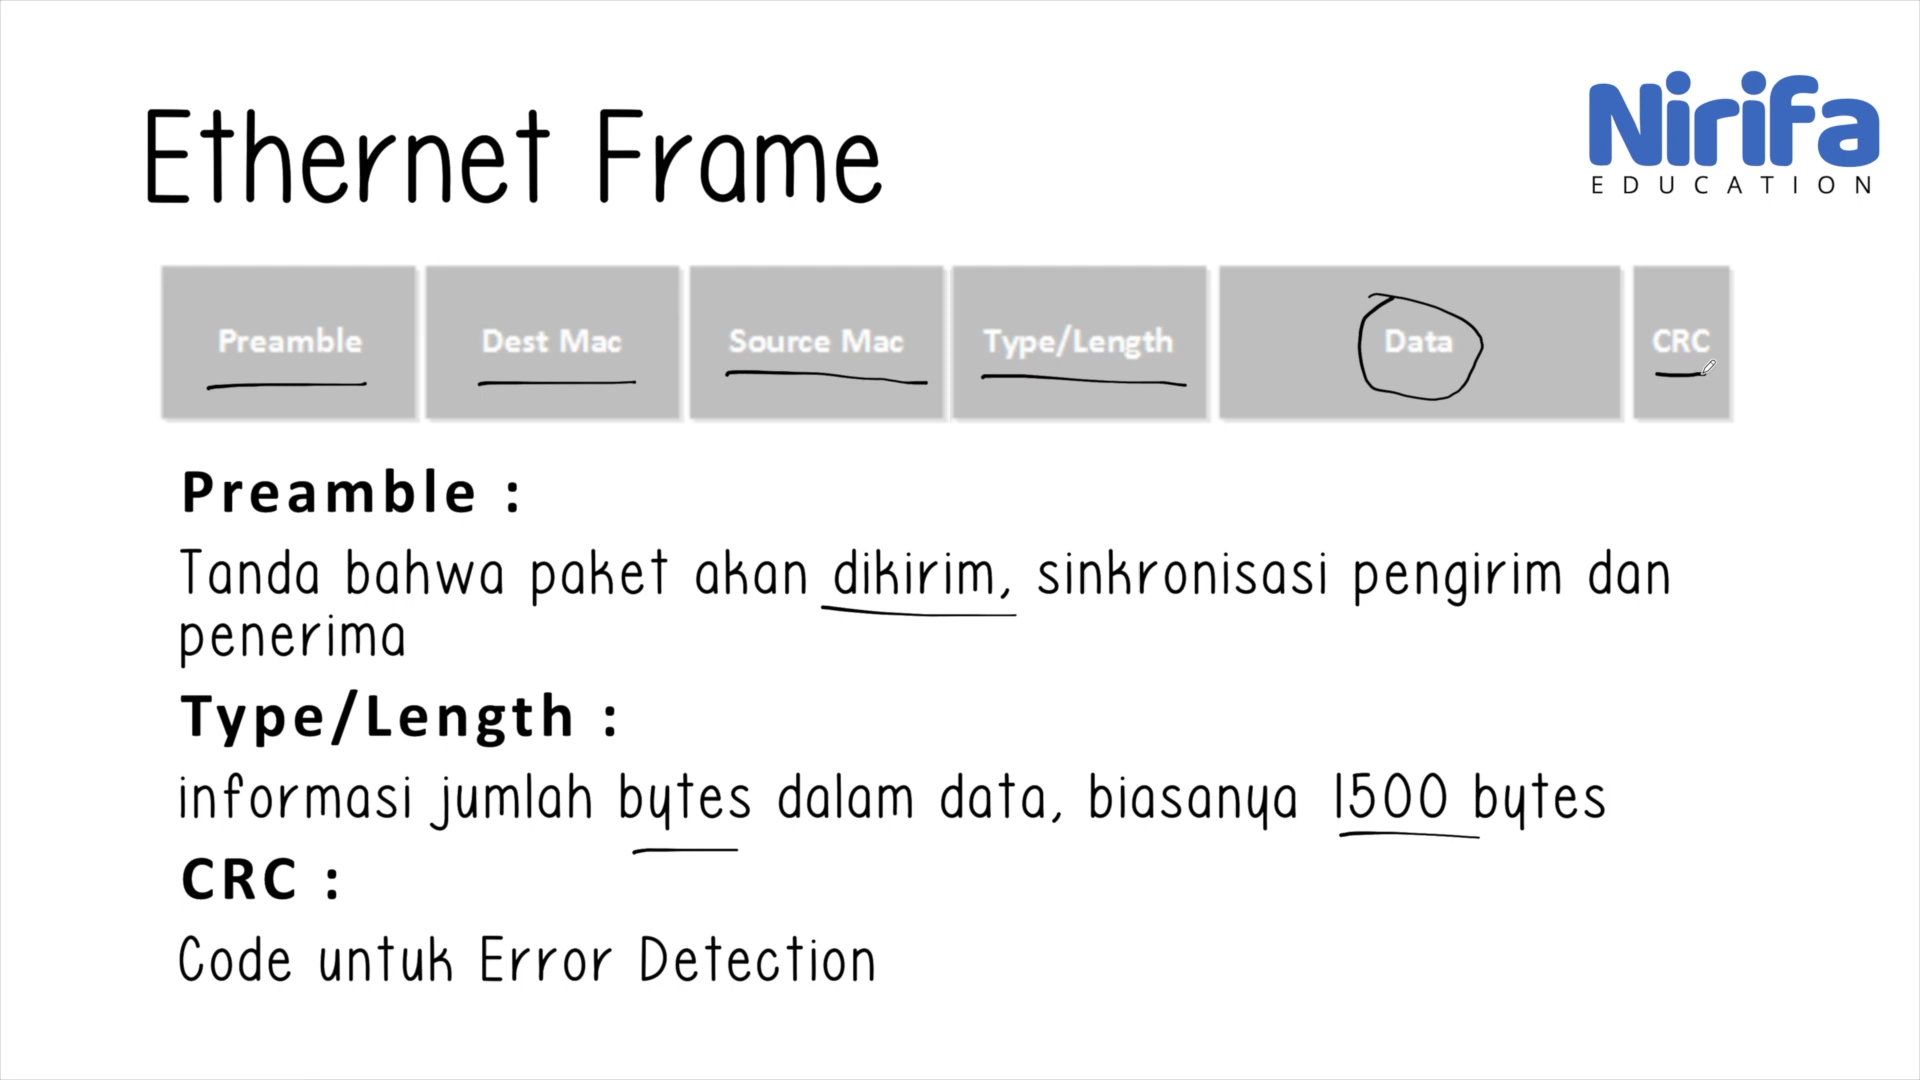 Nirifa
EDUCATION
Ethernet Frame
Preamble
Dest Mac
Source Mac
Type/Length
Data
CRC
Preamble :
Tanda bahwa paket akan dikirim, sinkronisasi pengirim dan
penerima
Type/Length :
informasi jumlah bytes dalam data, biasanya 1500 bytes
CRC :
Code untuk Error Detection